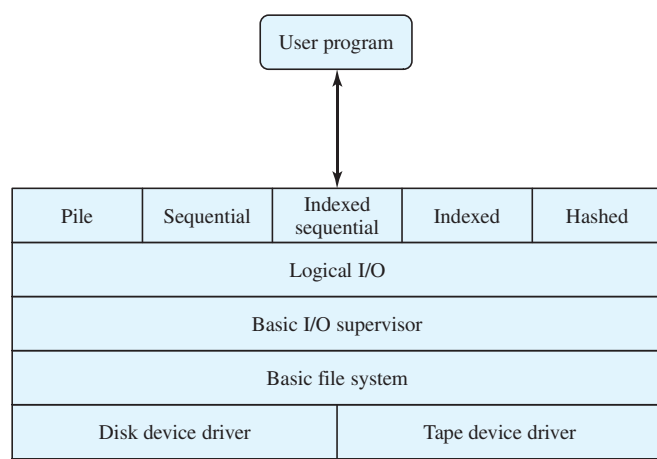 User program
Pile
Sequential
Indexed
sequential
Indexed
Hashed
Logical I/O
Basic I/O supervisor
Basic file system
Disk device driver
Tape device driver